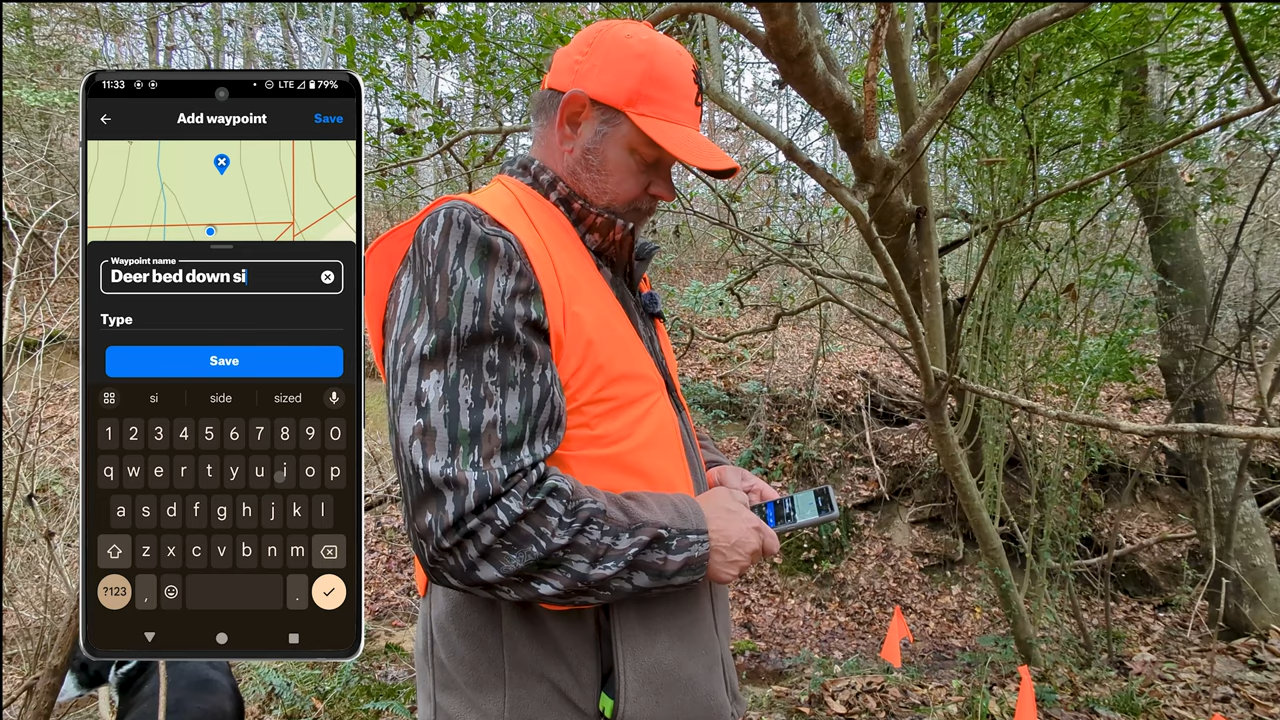 11:33 LTE 79%
Add waypoint Save
Waypoint name
Deer bed down si
Type
Save
si side sized
1 2 3 4 5 6 7 8 9 0
q w e r t y u i o p
a s d f g h j k l
z x c v b n m
?123 , .